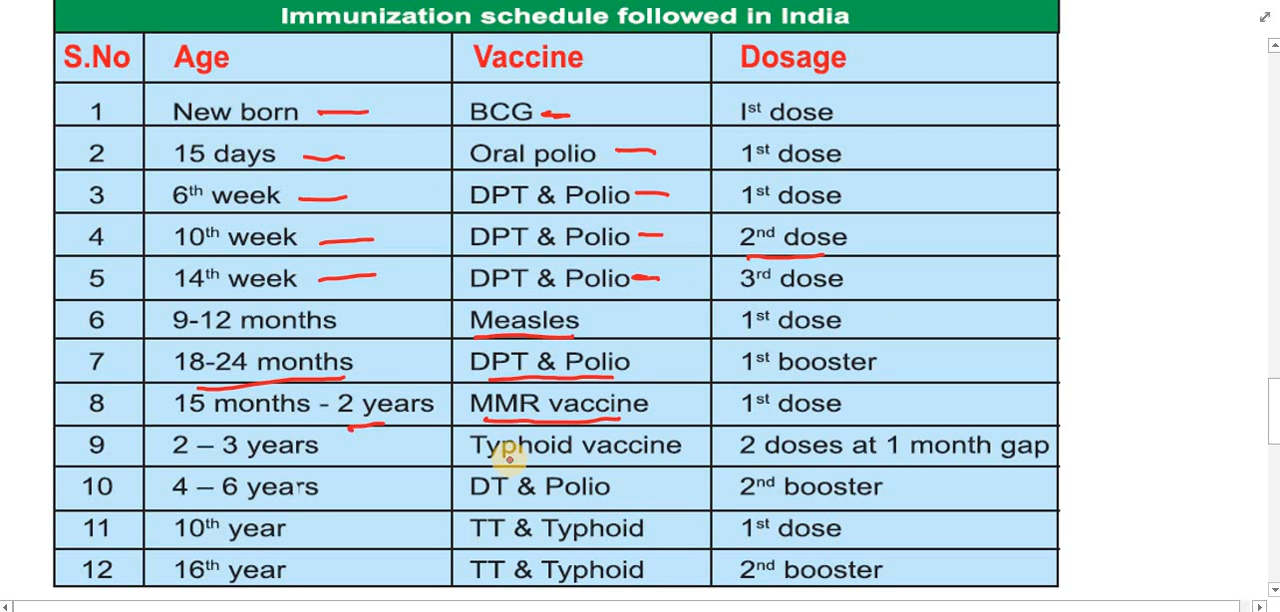 Immunization schedule followed in India
S.No Age Vaccine Dosage
1 New born BCG Ist dose
2 15 days Oral polio 1st dose
3 6th week DPT & Polio 1st dose
4 10th week DPT & Polio 2nd dose
5 14th week DPT & Polio 3rd dose
6 9-12 months Measles 1st dose
7 18-24 months DPT & Polio 1st booster
8 15 months - 2 years MMR vaccine 1st dose
9 2 – 3 years Typhoid vaccine 2 doses at 1 month gap
10 4 – 6 years DT & Polio 2nd booster
11 10th year TT & Typhoid 1st dose
12 16th year TT & Typhoid 2nd booster